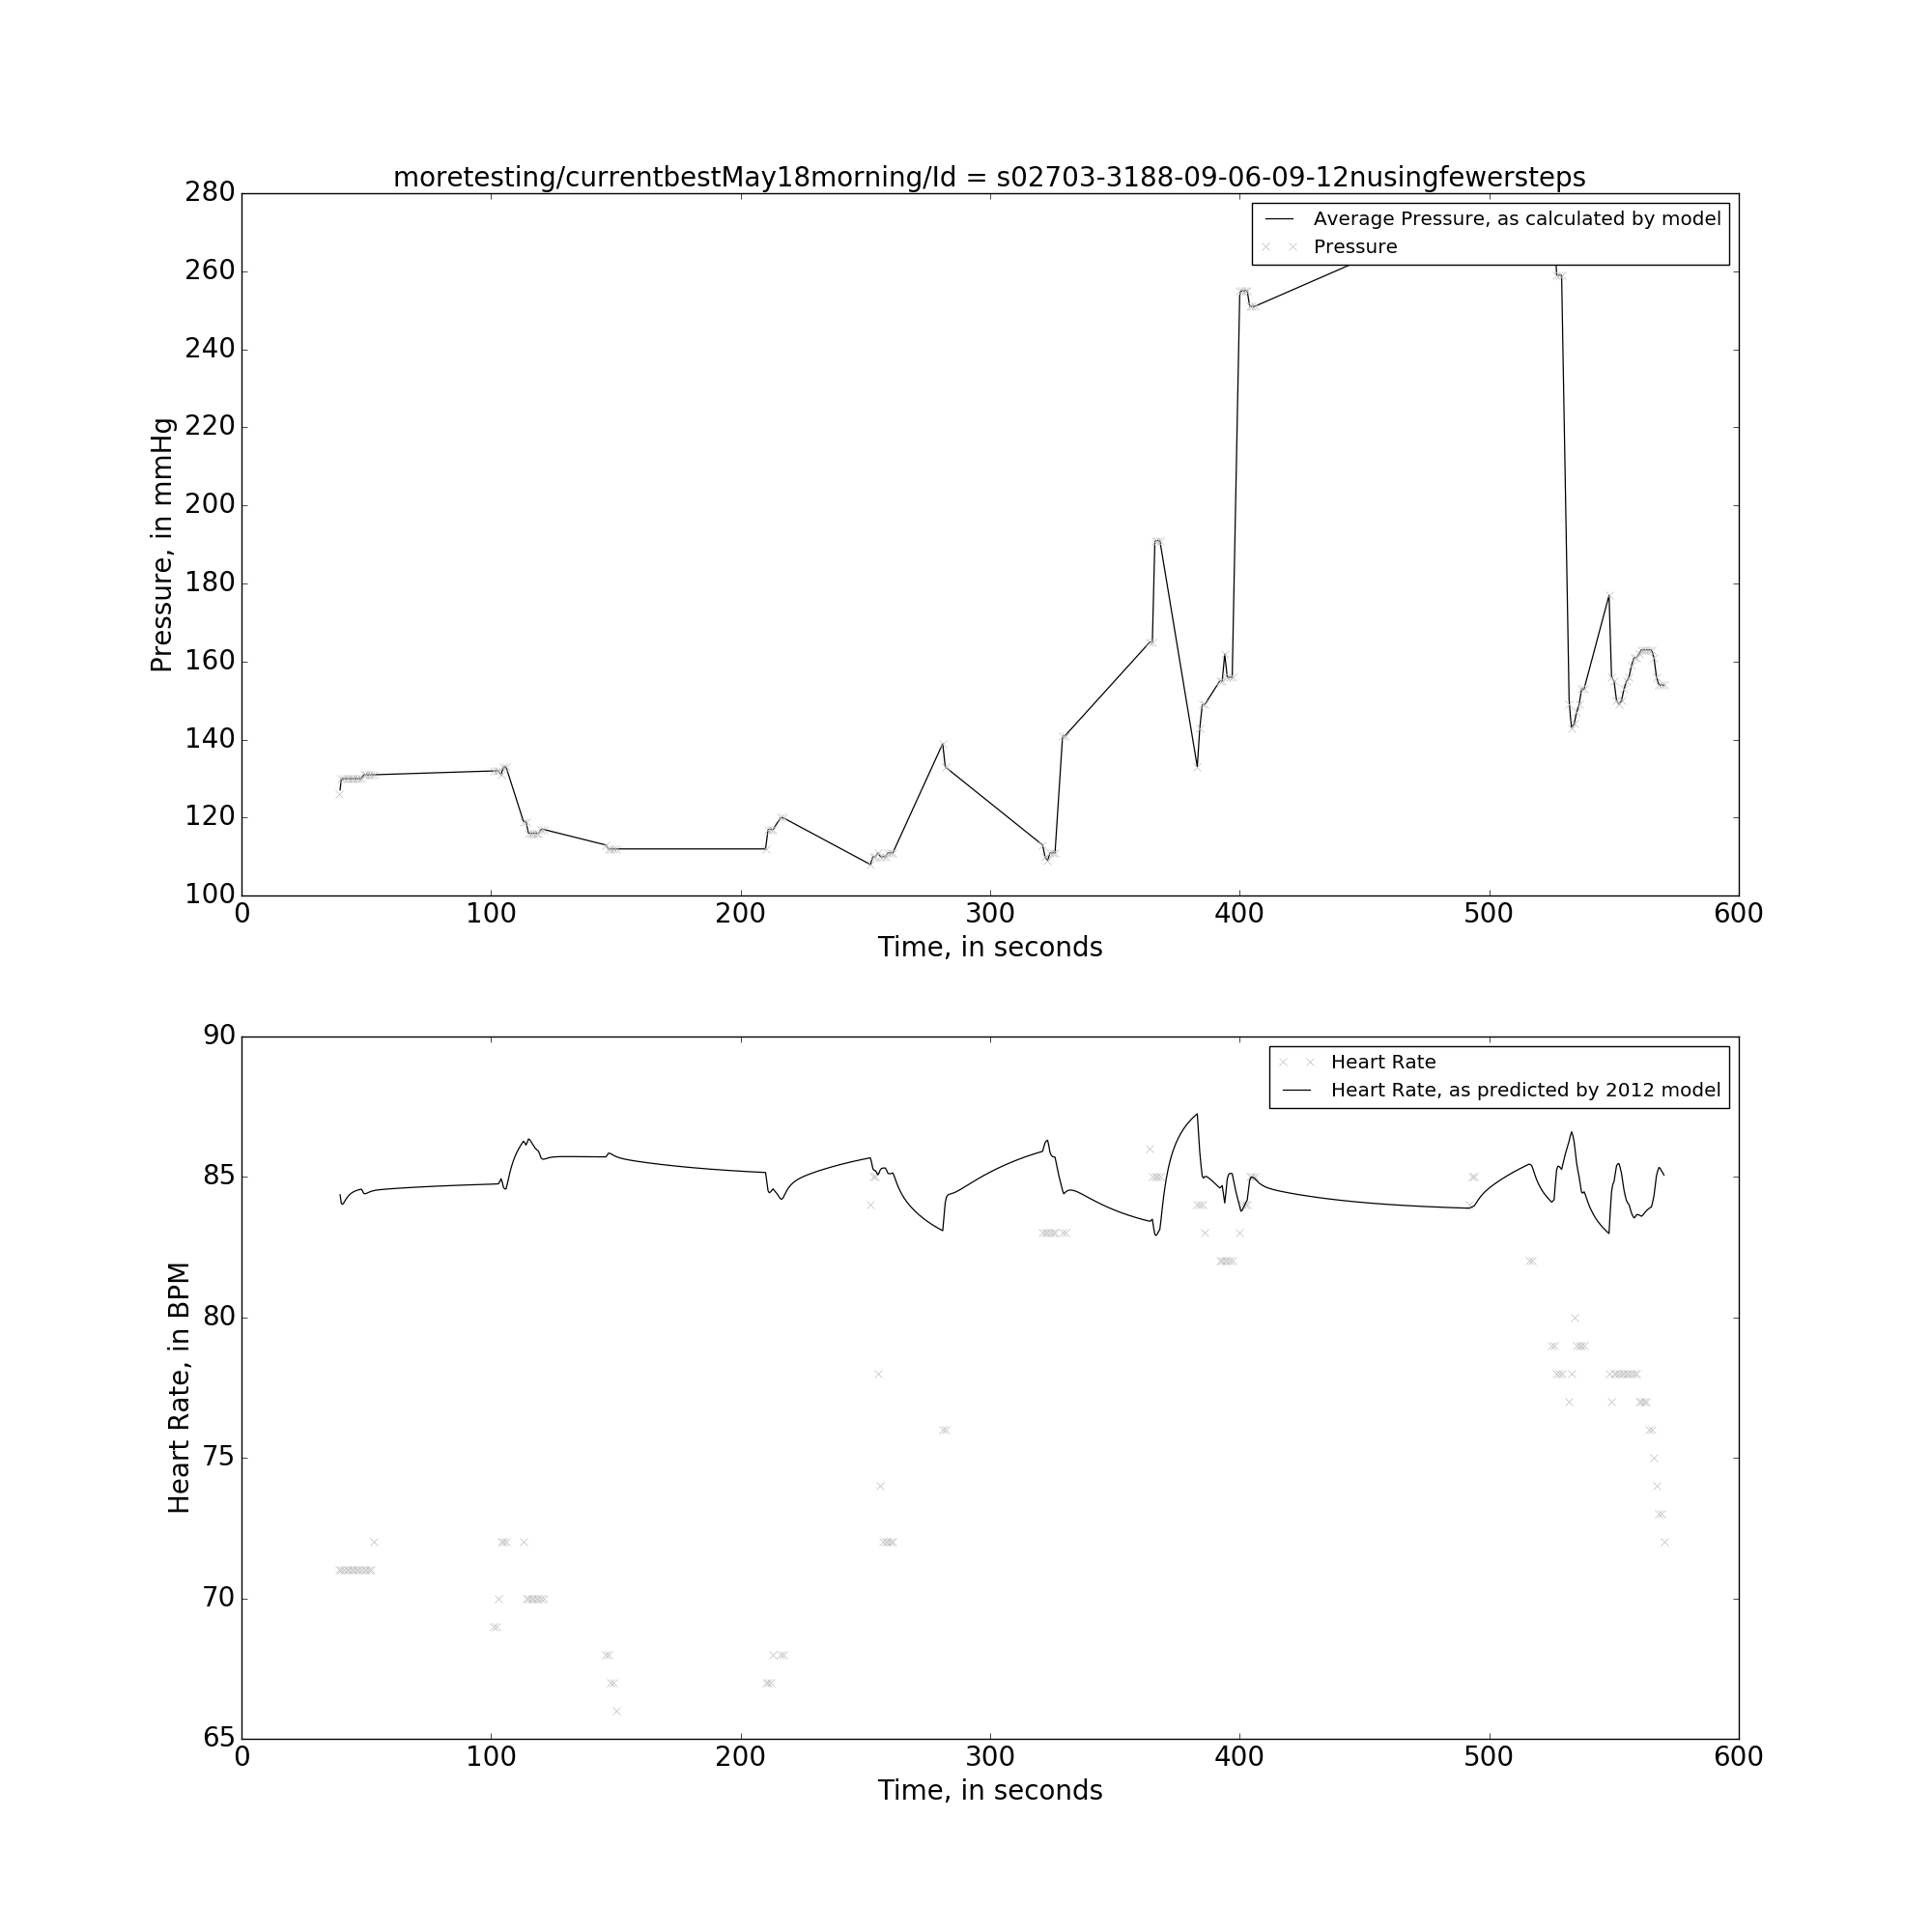 moretesting/currentbestMay18morning/Id = s02703-3188-09-06-09-12nusingfewersteps
280
260
240
220
200
180
160
140
120
100
Pressure, in mmHg
Average Pressure, as calculated by model
Pressure
0 100 200 300 400 500 600
Time, in seconds
90
85
80
75
70
65
Heart Rate, in BPM
Heart Rate
Heart Rate, as predicted by 2012 model
0 100 200 300 400 500 600
Time, in seconds